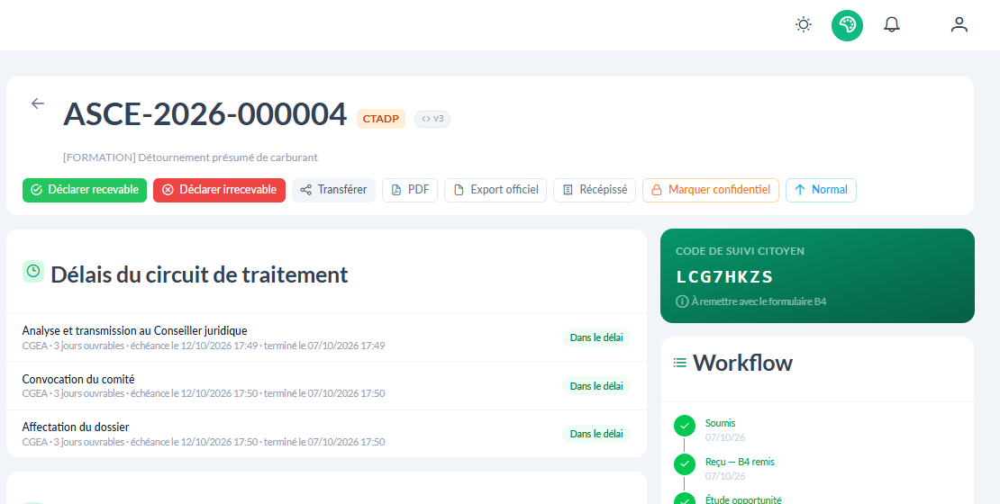 ASCE-2026-000004 CTADP <> V3
[FORMATION] Détournement présumé de carburant
Déclarer recevable Déclarer irrecevable Transférer PDF Export officiel Récépissé Marquer confidentiel Normal
Délais du circuit de traitement
Analyse et transmission au Conseiller juridique
CGEA · 3 jours ouvrables · échéance le 12/10/2026 17:49 · terminé le 07/10/2026 17:49
Dans le délai
Convocation du comité
CGEA · 3 jours ouvrables · échéance le 12/10/2026 17:50 · terminé le 07/10/2026 17:50
Dans le délai
Affectation du dossier
CGEA · 3 jours ouvrables · échéance le 12/10/2026 17:50 · terminé le 07/10/2026 17:50
Dans le délai
CODE DE SUIVI CITOYEN
LCG7HKZS
À remettre avec le formulaire B4
Workflow
Soumis
07/10/26
Reçu — B4 remis
07/10/26
Étude opportunité